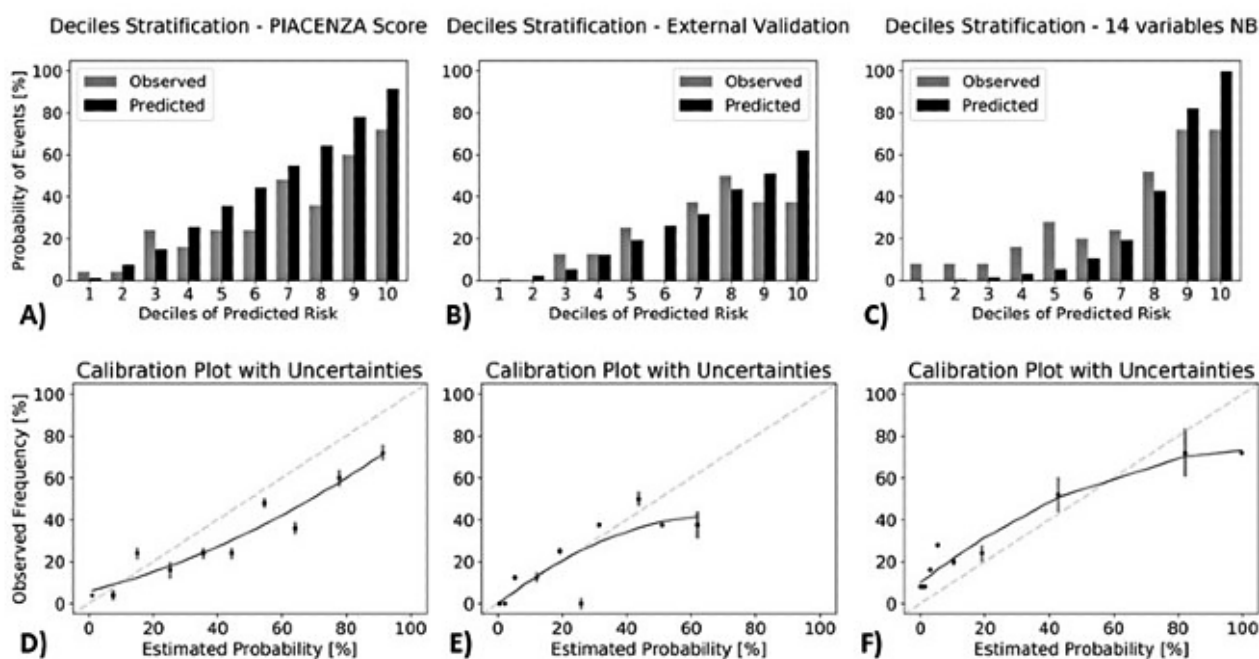 Deciles Stratification - PIACENZA Score
Deciles Stratification - External Validation
Deciles Stratification - 14 variables NB
Probability of Events [%]
100
80
60
40
20
0
Observed
Predicted
1 2 3 4 5 6 7 8 9 10
A)
Deciles of Predicted Risk
100
80
60
40
20
0
Observed
Predicted
1 2 3 4 5 6 7 8 9 10
B)
Deciles of Predicted Risk
100
80
60
40
20
0
Observed
Predicted
1 2 3 4 5 6 7 8 9 10
C)
Deciles of Predicted Risk
Calibration Plot with Uncertainties
Observed Frequency [%]
100
80
60
40
20
0
0 20 40 60 80 100
D)
Estimated Probability [%]
Calibration Plot with Uncertainties
100
80
60
40
20
0
0 20 40 60 80 100
E)
Estimated Probability [%]
Calibration Plot with Uncertainties
100
80
60
40
20
0
0 20 40 60 80 100
F)
Estimated Probability [%]